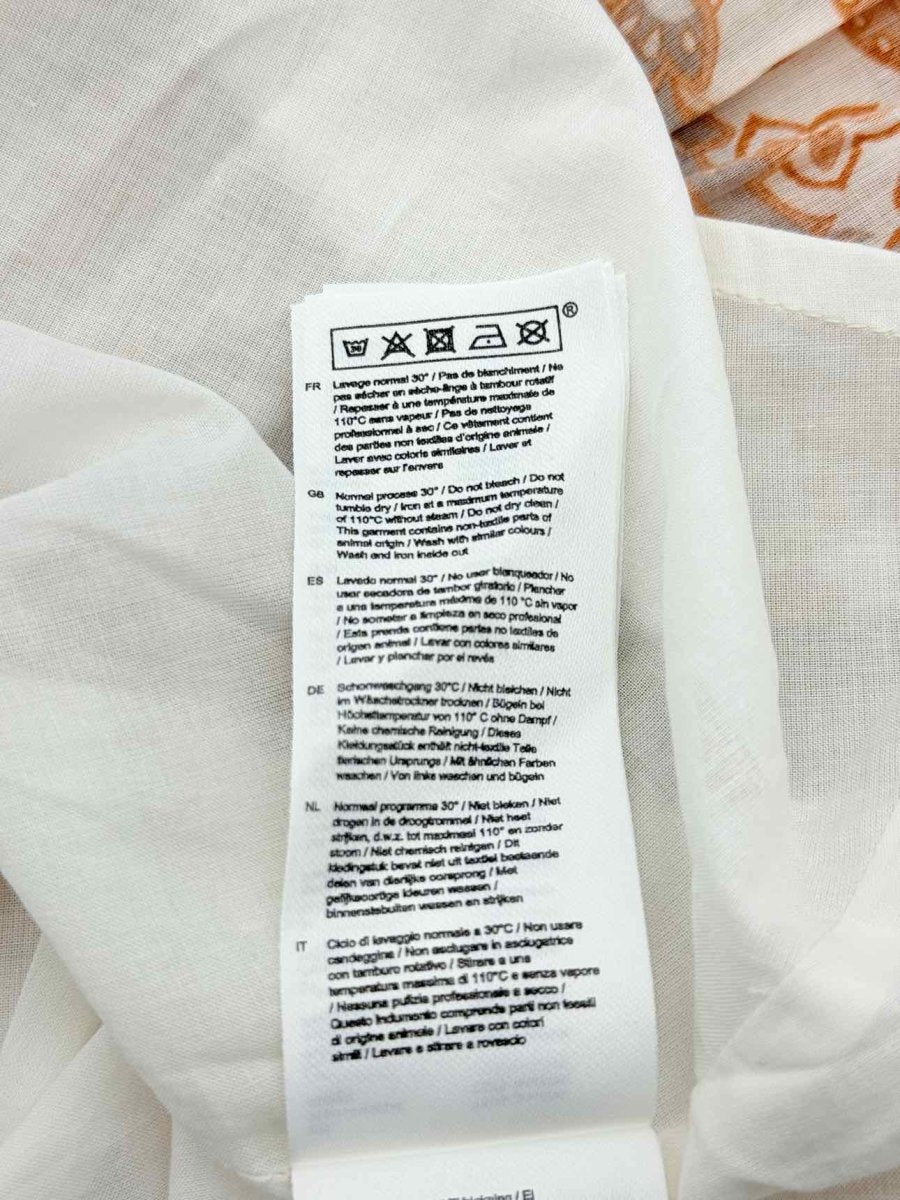 30
®
FR Lavage normal 30° / Pas de blanchiment / Ne
pas sécher en sèche-linge à tambour rotatif
/ Repasser à une température maximale de
110°C sans vapeur / Pas de nettoyage
professionnel à sec / Ce vêtement contient
des parties non textiles d'origine animale /
Laver avec coloris similaires / Laver et
repasser sur l'envers
GB Normal process 30° / Do not bleach / Do not
tumble dry / Iron at a maximum temperature
of 110°C without steam / Do not dry clean /
This garment contains non-textile parts of
animal origin / Wash with similar colours /
Wash and iron inside out
ES Lavado normal 30° / No usar blanqueador / No
usar secadora de tambor giratorio / Planchar
a una temperatura máxima de 110 °C sin vapor
/ No someter a limpieza en seco profesional
/ Esta prenda contiene partes no textiles de
origen animal / Lavar con colores similares
/ Lavar y planchar por el revés
DE Schonwaschgang 30°C / Nicht bleichen / Nicht
im Wäschetrockner trocknen / Bügeln bei
Höchsttemperatur von 110° C ohne Dampf /
Keine chemische Reinigung / Dieses
Kleidungsstück enthält nicht-textile Teile
tierischen Ursprungs / Mit ähnlichen Farben
waschen / Von links waschen und bügeln
NL Normaal programma 30° / Niet bleken / Niet
drogen in de droogtrommel / Niet heet
strijken, d.w.z. tot maximaal 110° en zonder
stoom / Niet chemisch reinigen / Dit
kledingstuk bevat niet uit textiel bestaande
delen van dierlijke oorsprong / Met
gelijksoortige kleuren wassen /
binnenstebuiten wassen en strijken
IT Ciclo di lavaggio normale a 30°C / Non usare
candeggina / Non asciugare in asciugatrice
con tamburo rotativo / Stirare a una
temperatura massima di 110°C e senza vapore
/ Nessuna pulizia professionale a secco /
Questo indumento comprende parti non tessili
di origine animale / Lavare con colori
simili / Lavare e stirare a rovescio